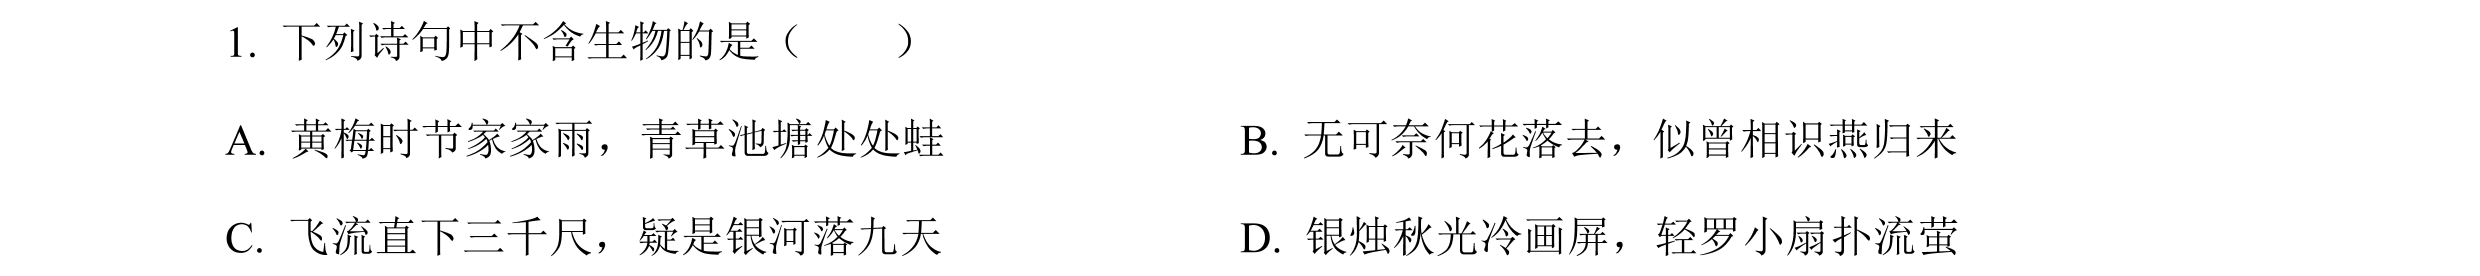 1. 下列诗句中不含生物的是（　　）
A. 黄梅时节家家雨，青草池塘处处蛙 B. 无可奈何花落去，似曾相识燕归来
C. 飞流直下三千尺，疑是银河落九天 D. 银烛秋光冷画屏，轻罗小扇扑流萤